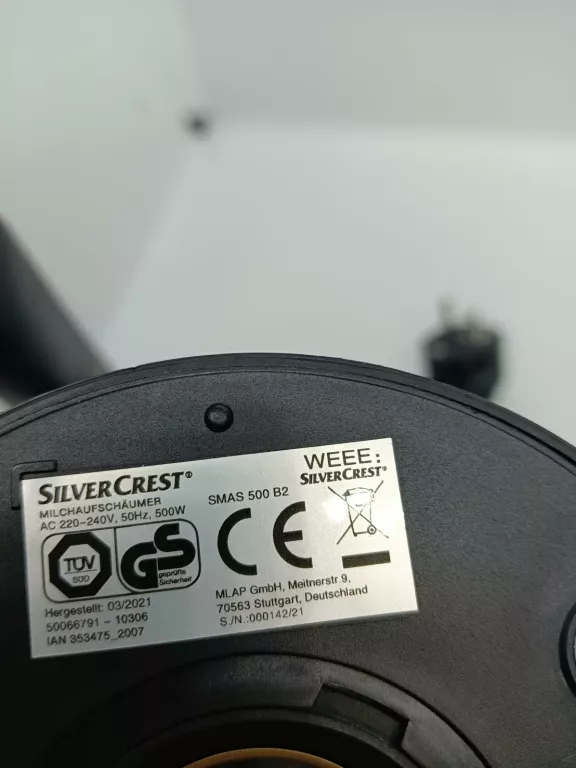 SILVERCREST®
MILCHAUFSCHÄUMER
AC 220-240V, 50Hz, 500W
SMAS 500 B2
WEEE:
SILVERCREST®
TÜV
SÜD
GS
geprüfte
Sicherheit
CE
Hergestellt: 03/2021
50066791 - 10306
IAN 353475_2007
MLAP GmbH, Meitnerstr.9,
70563 Stuttgart, Deutschland
S./N.:000142/21